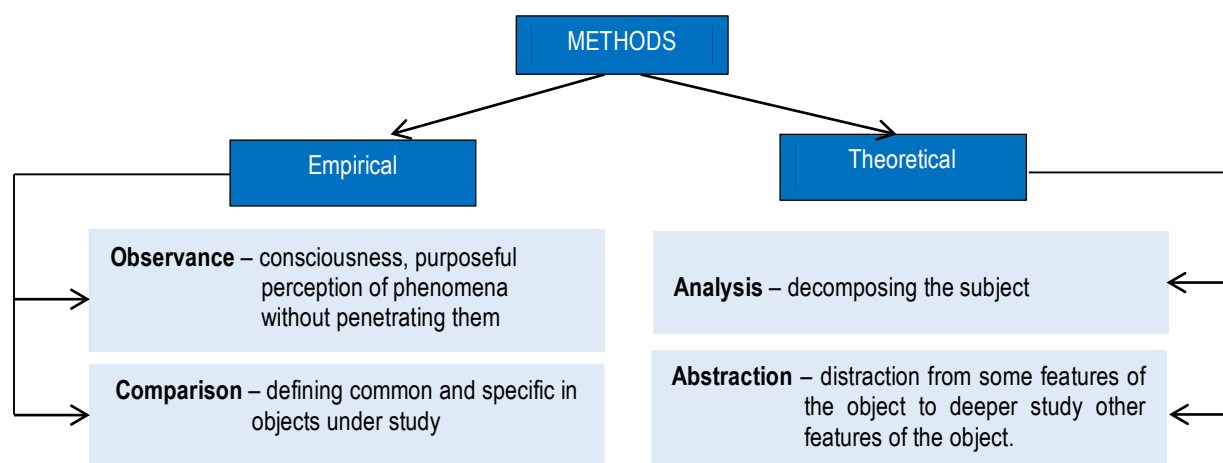 METHODS
Empirical
Theoretical
Observance – consciousness, purposeful
perception of phenomena
without penetrating them
Analysis – decomposing the subject
Comparison – defining common and specific in
objects under study
Abstraction – distraction from some features of
the object to deeper study other
features of the object.